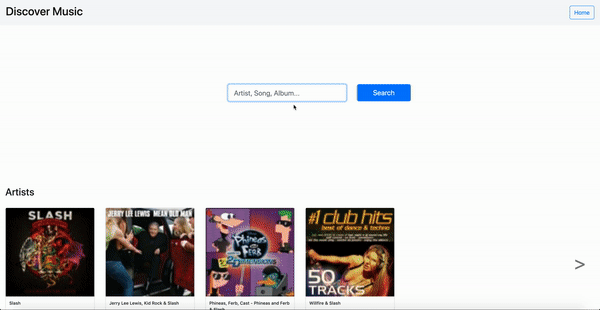 Discover Music
Home
Artist, Song, Album...
Search
Artists
SLASH
JERRY LEE LEWIS MEAN OLD MAN
Phineas
and
Ferb
#1 club hits
best of dance & techno
50
TRACKS
>
Slash
Jerry Lee Lewis, Kid Rock & Slash
Phineas, Ferb, Cast - Phineas and Ferb
& Slash
Willfire & Slash